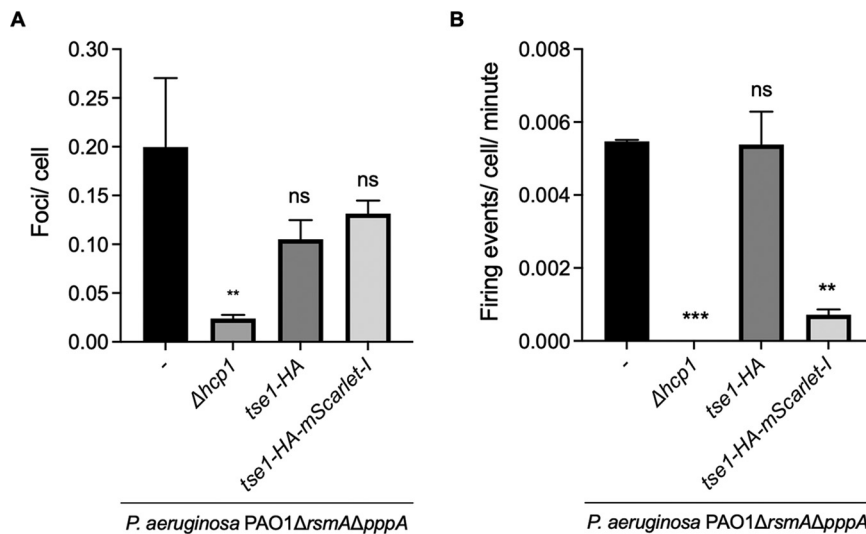 A
Foci/ cell
0.30
0.25
0.20
0.15
0.10
0.05
0.00
**
ns
ns
-
Δhcp1
tse1-HA
tse1-HA-mScarlet-I
P. aeruginosa PAO1ΔrsmAΔpppA
B
Firing events/ cell/ minute
0.008
0.006
0.004
0.002
0.000
***
ns
**
-
Δhcp1
tse1-HA
tse1-HA-mScarlet-I
P. aeruginosa PAO1ΔrsmAΔpppA